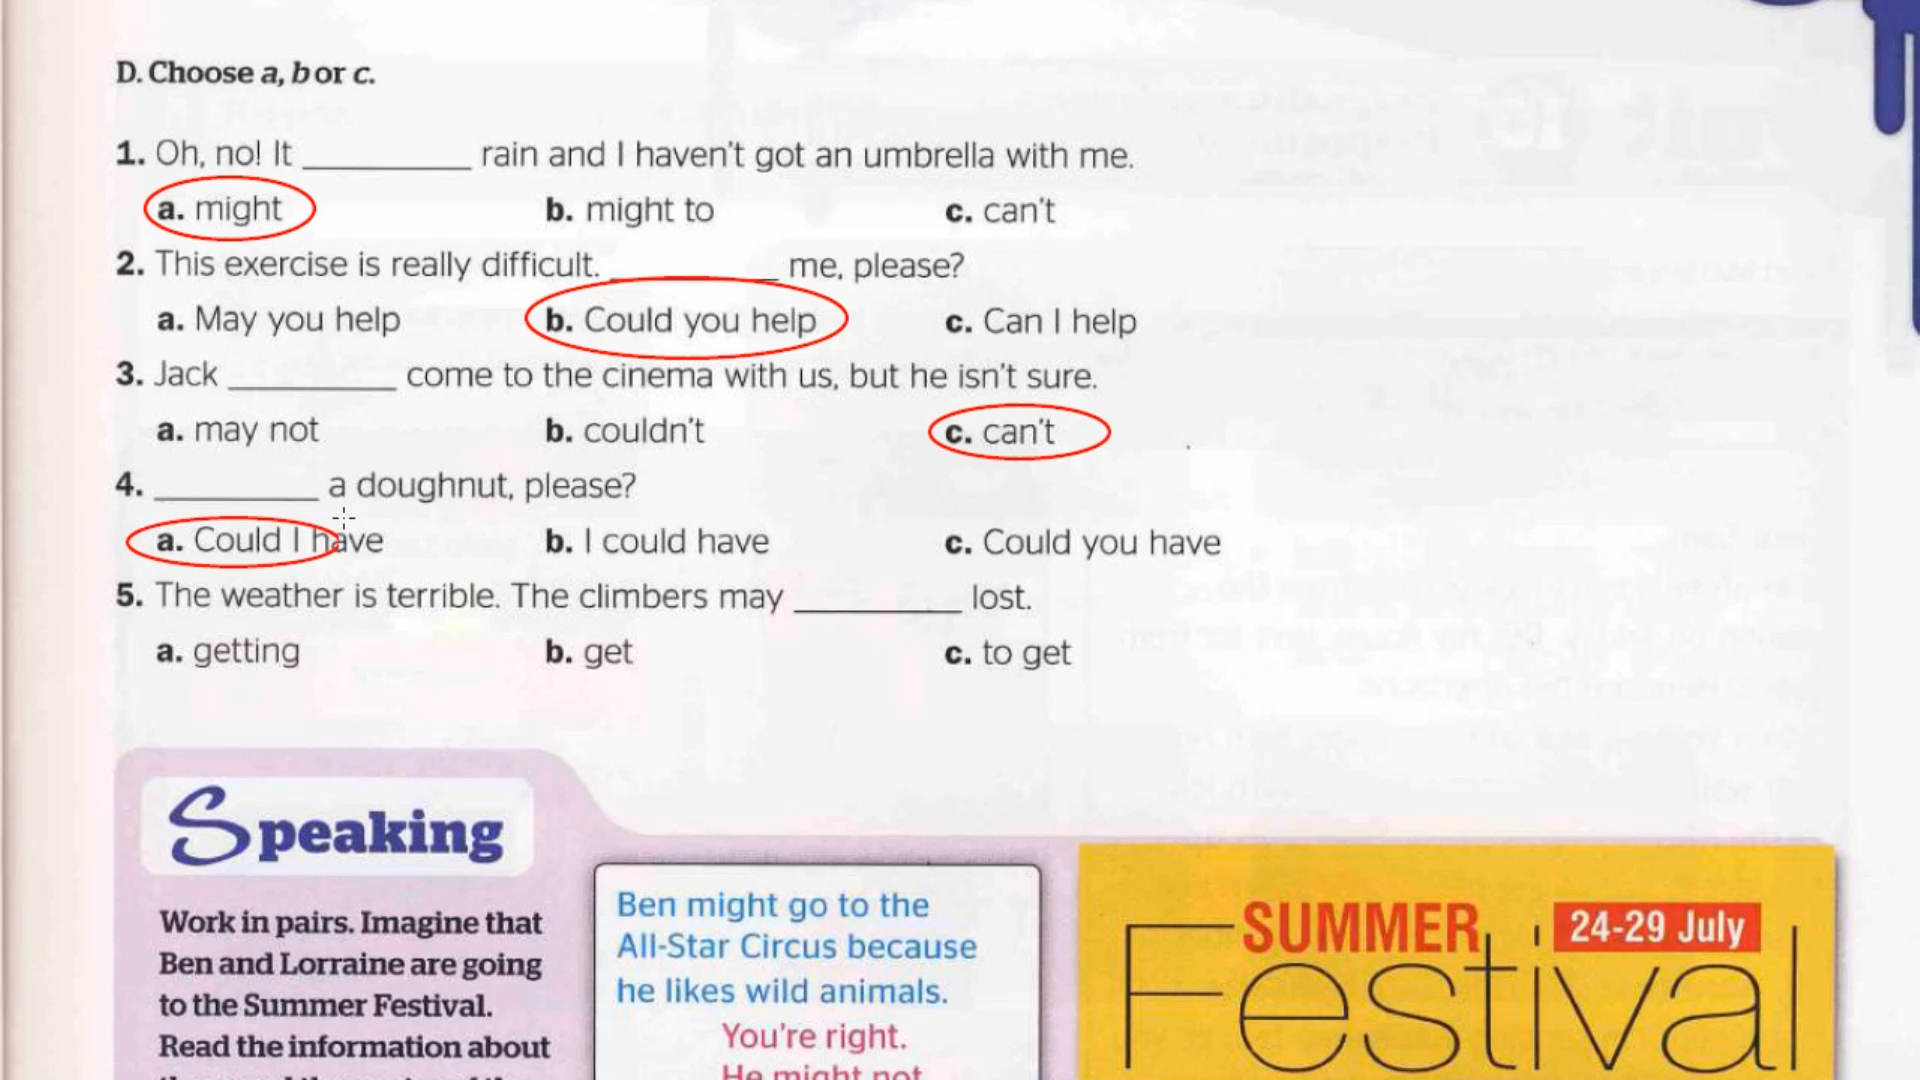 D. Choose a, b or c.
1. Oh, no! It __________ rain and I haven't got an umbrella with me.
a. might b. might to c. can't
2. This exercise is really difficult. __________ me, please?
a. May you help b. Could you help c. Can I help
3. Jack __________ come to the cinema with us, but he isn't sure.
a. may not b. couldn't c. can't
4. __________ a doughnut, please?
a. Could I have b. I could have c. Could you have
5. The weather is terrible. The climbers may __________ lost.
a. getting b. get c. to get
Speaking
Work in pairs. Imagine that
Ben and Lorraine are going
to the Summer Festival.
Read the information about
Ben might go to the
All-Star Circus because
he likes wild animals.
You're right.
He might not
SUMMER
24-29 July
Festival